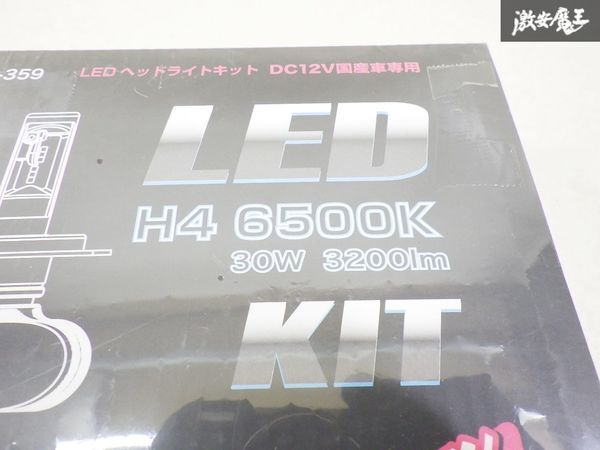 激安魔王
-359 LEDヘッドライトキット DC12V国産車専用
LED
H4 6500K
30W 3200lm
KIT